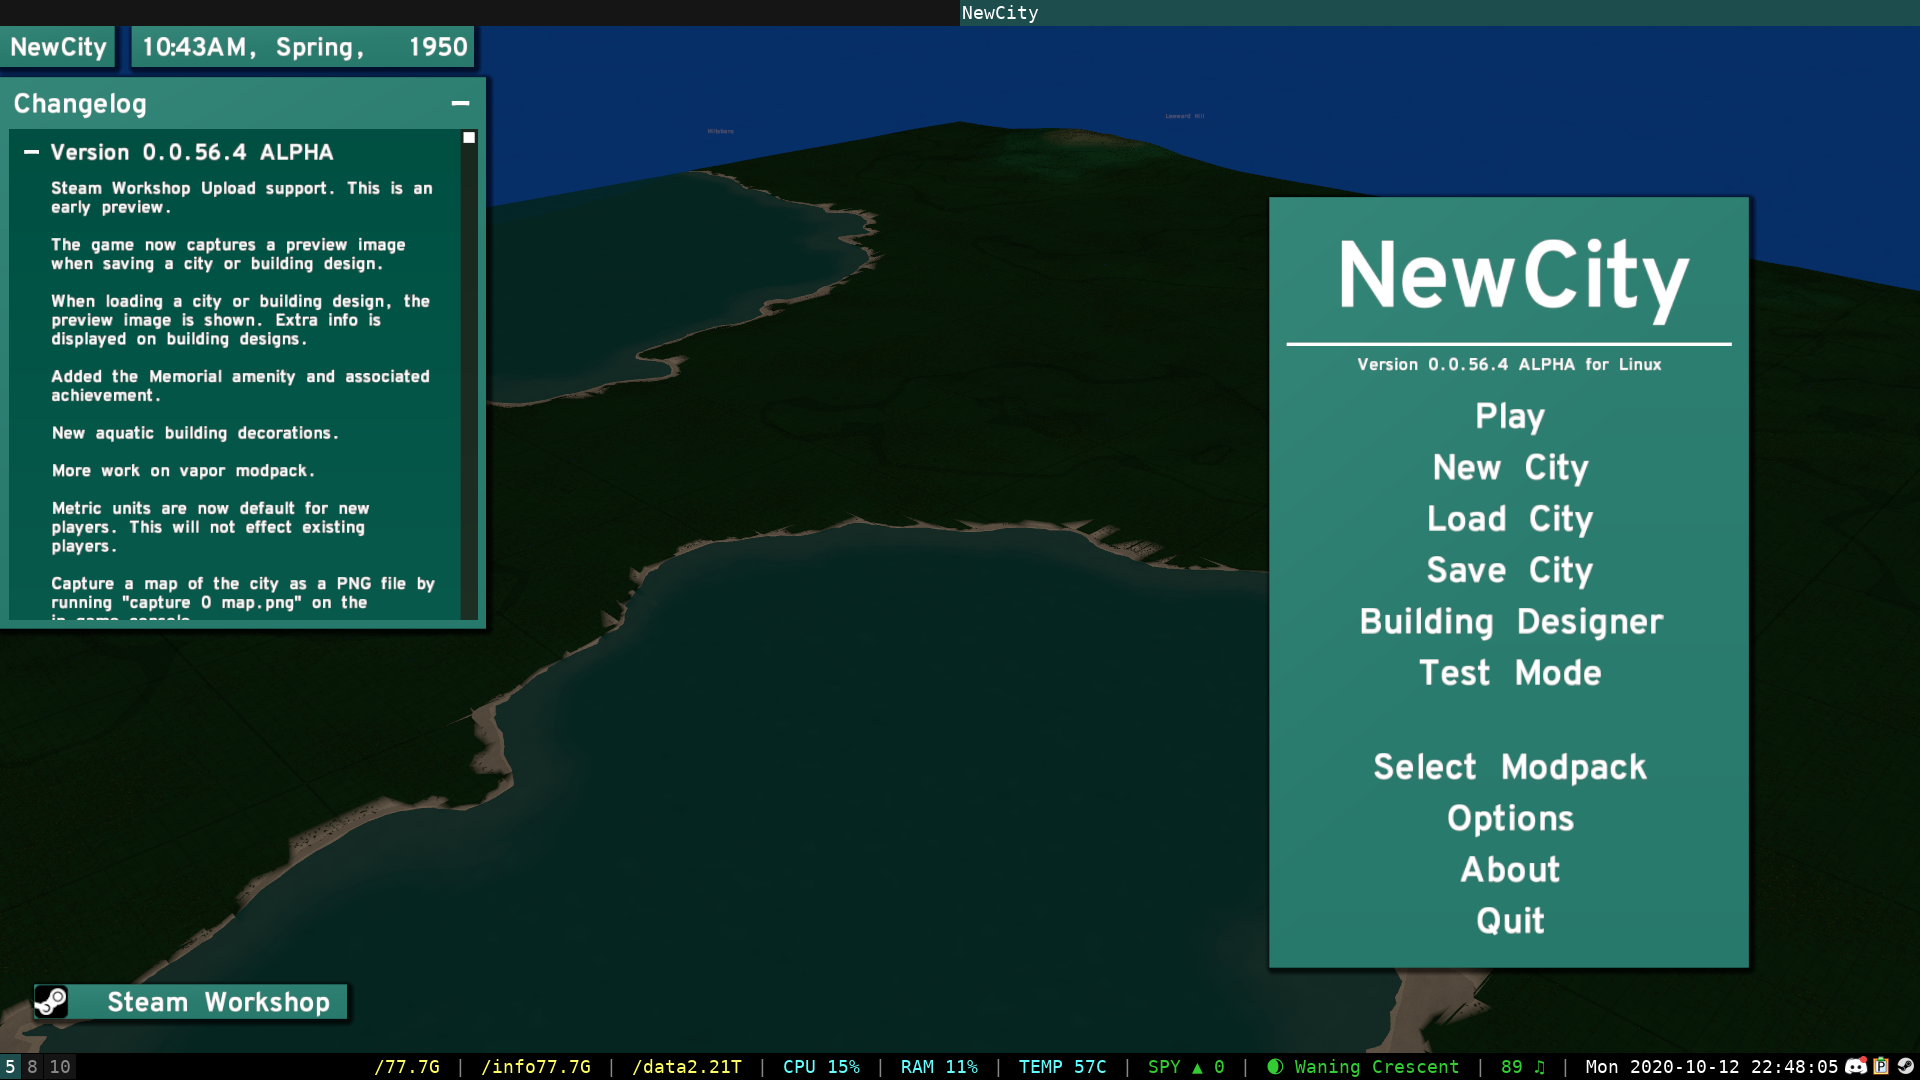 NewCity
NewCity
10:43AM, Spring, 1950
Changelog
Version 0.0.56.4 ALPHA
Steam Workshop Upload support. This is an
early preview.
The game now captures a preview image
when saving a city or building design.
When loading a city or building design, the
preview image is shown. Extra info is
displayed on building designs.
Added the Memorial amenity and associated
achievement.
New aquatic building decorations.
More work on vapor modpack.
Metric units are now default for new
players. This will not effect existing
players.
Capture a map of the city as a PNG file by
running "capture 0 map.png" on the
in-game console.
NewCity
Version 0.0.56.4 ALPHA for Linux
Play
New City
Load City
Save City
Building Designer
Test Mode
Select Modpack
Options
About
Quit
Steam Workshop
5 8 10
/77.7G | /info77.7G | /data2.21T | CPU 15% | RAM 11% | TEMP 57C | SPY ▲ 0 | Waning Crescent | 89 ♫ | Mon 2020-10-12 22:48:05